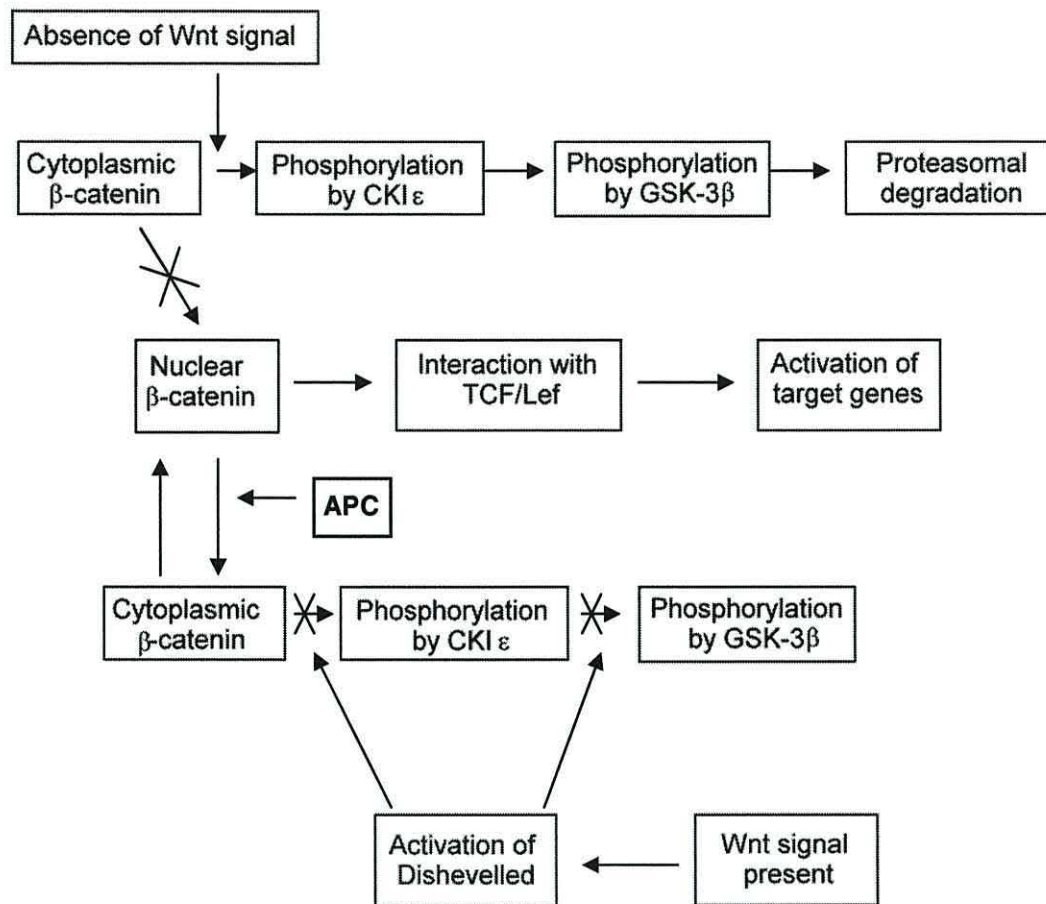 Absence of Wnt signal
Cytoplasmic
β-catenin
Phosphorylation
by CKI ε
Phosphorylation
by GSK-3β
Proteasomal
degradation
Nuclear
β-catenin
Interaction with
TCF/Lef
Activation of
target genes
APC
Cytoplasmic
β-catenin
Phosphorylation
by CKI ε
Phosphorylation
by GSK-3β
Activation of
Dishevelled
Wnt signal
present